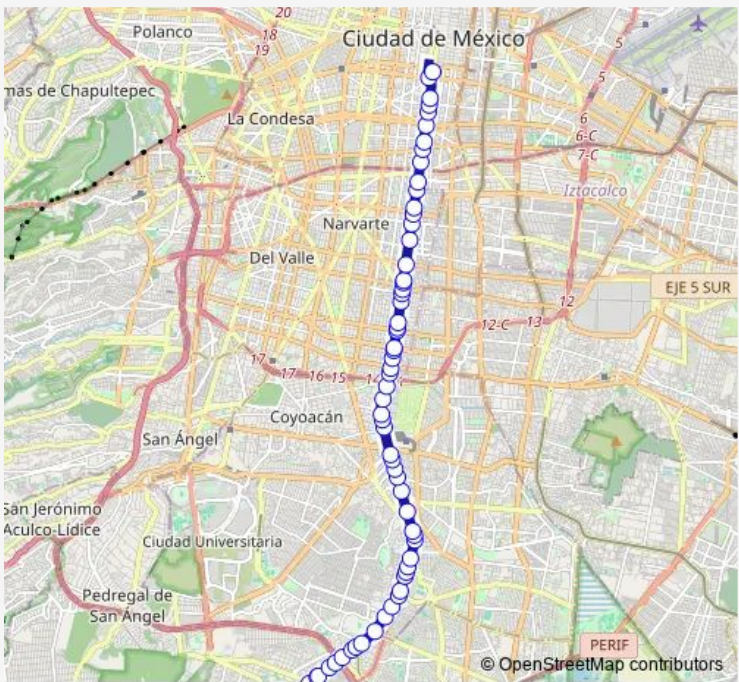 20
Polanco
18
19
Ciudad de México
5
5
mas de Chapultepec
La Condesa
6
6-C
7-C
Iztacalco
Narvarte
Del Valle
EJE 5 SUR
12
12-C
13
17
17
16
15
Coyoacán
San Ángel
San Jerónimo
Aculco-Lídice
Ciudad Universitaria
Pedregal de
San Ángel
PERIF
© OpenStreetMap contributors